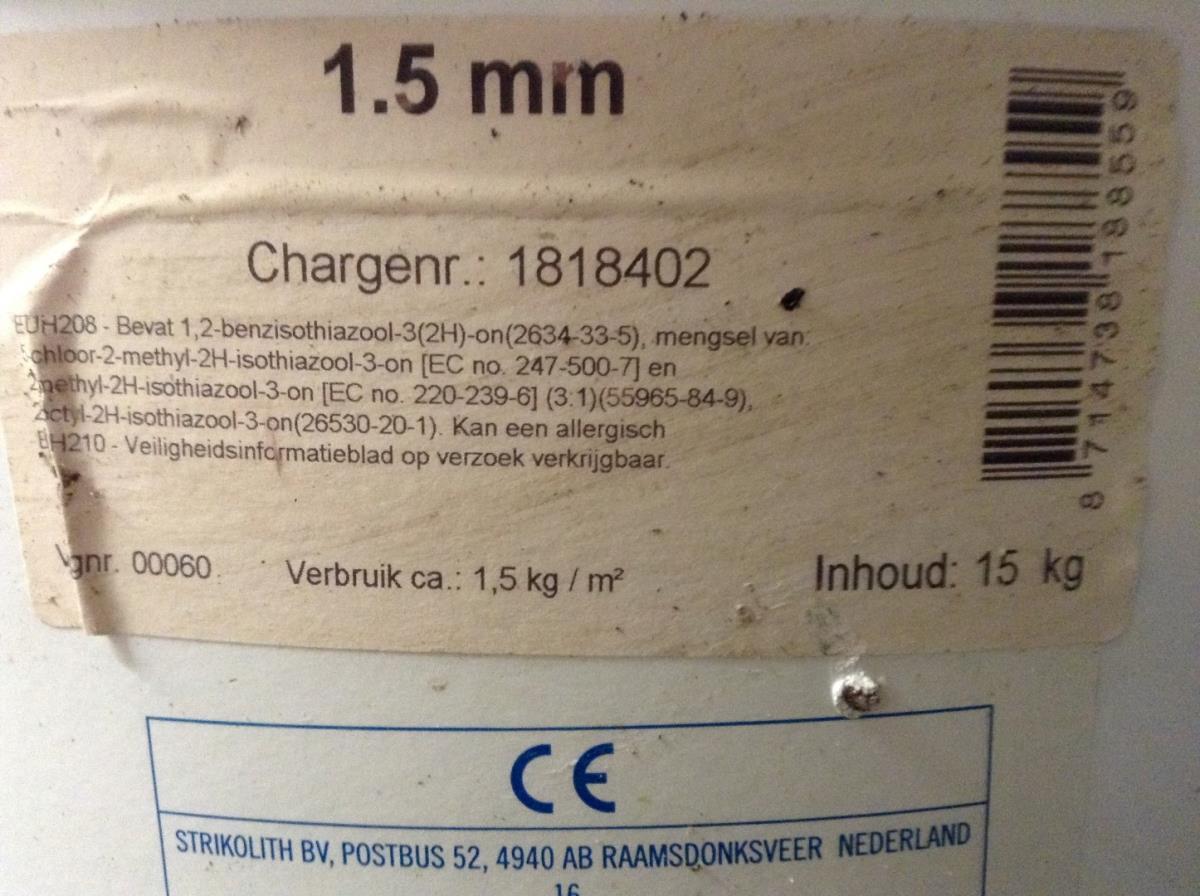 1.5 mm
Chargenr.: 1818402
EUH208 - Bevat 1,2-benzisothiazool-3(2H)-on(2634-33-5), mengsel van:
chloor-2-methyl-2H-isothiazool-3-on [EC no. 247-500-7] en
methyl-2H-isothiazool-3-on [EC no. 220-239-6] (3:1)(55965-84-9),
octyl-2H-isothiazool-3-on(26530-20-1). Kan een allergisch
H210 - Veiligheidsinformatieblad op verzoek verkrijgbaar.
gnr. 00060
Verbruik ca.: 1,5 kg / m²
Inhoud: 15 kg
8 714738 188559
CE
STRIKOLITH BV, POSTBUS 52, 4940 AB RAAMSDONKSVEER NEDERLAND
16